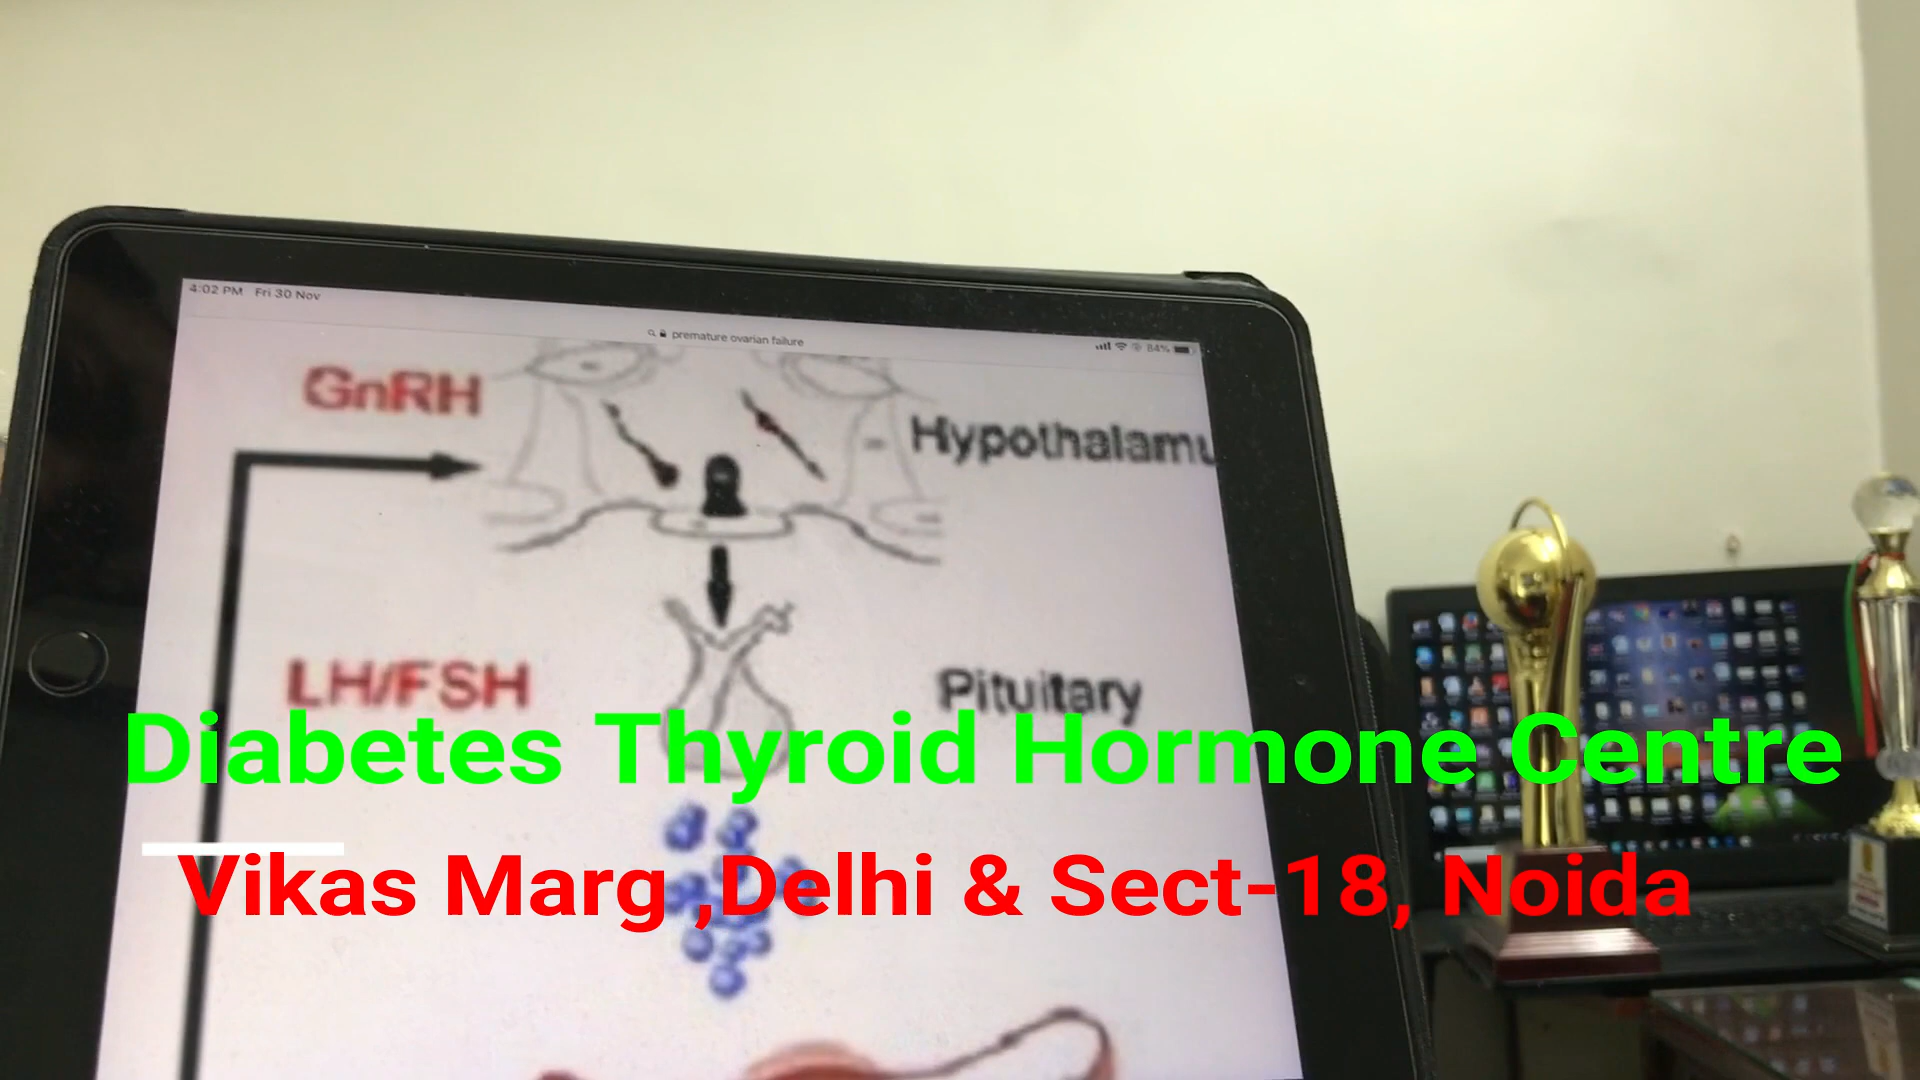 4:02 PM Fri 30 Nov
premature ovarian failure
84%
GnRH
Hypothalamu
LH/FSH
Pituitary
Diabetes Thyroid Hormone Centre
Vikas Marg ,Delhi & Sect-18, Noida